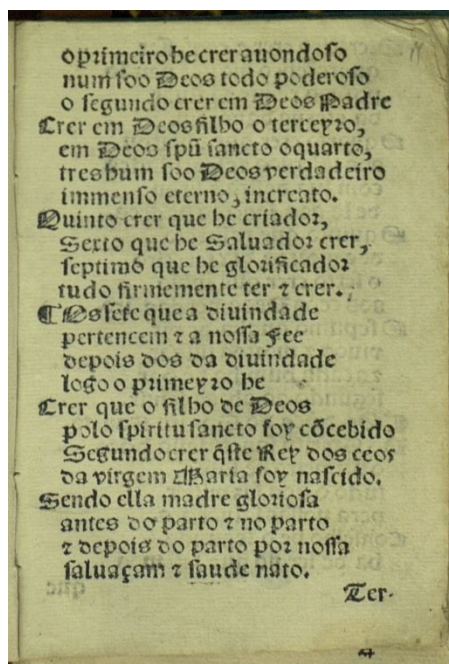 o primeiro he crer auondoso
num soo Deos todo poderoso
o segundo crer em Deos Padre
Crer em Deos filho o terceyro,
em Deos spũ sancto o quarto,
tres hum soo Deos verdadeiro
immenso eterno, increato.
Quinto crer que he criador,
Sexto que he Saluador crer,
septimo que he glorificador
tudo firmemente ter ⁊ crer.
¶ Os sete que a diuindade
pertencem ⁊ a nossa Fee
depois dos da diuindade
logo o primeyro he
Crer que o filho de Deos
polo spiritu sancto foy cõcebido
Segundo crer q̃ste Rey dos ceos
da virgem Maria foy nascido.
Sendo ella madre gloriosa
antes do parto ⁊ no parto
⁊ depois do parto por nossa
saluaçam ⁊ saude nato.
Ter-